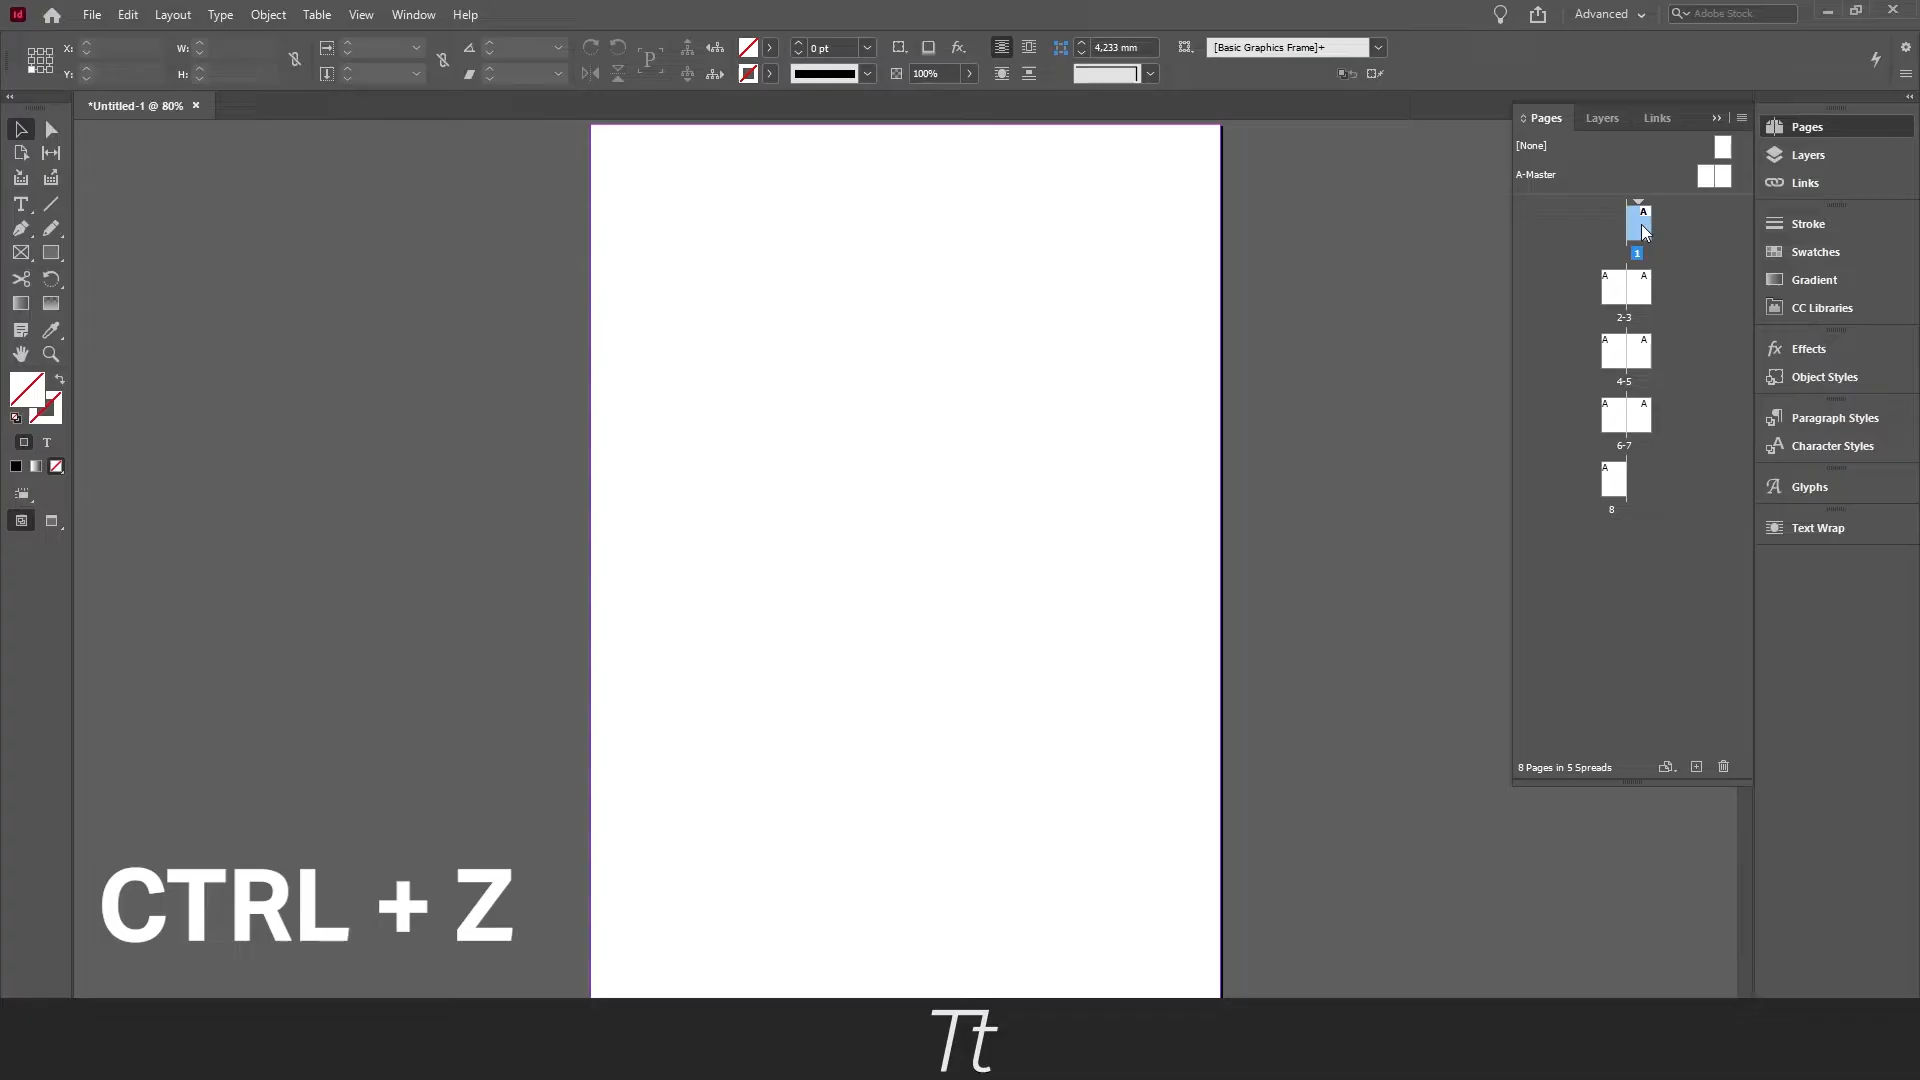 Id File Edit Layout Type Object Table View Window Help Advanced Adobe Stock
X: W: 0 pt fx. 4,233 mm [Basic Graphics Frame]+
Y: H: P 100%
*Untitled-1 @ 80% ×
Pages Layers Links
[None]
A-Master
A
1
A A
2-3
A A
4-5
A A
6-7
A
8
8 Pages in 5 Spreads
Pages
Layers
Links
Stroke
Swatches
Gradient
CC Libraries
fx Effects
Object Styles
Paragraph Styles
Character Styles
Glyphs
Text Wrap
T
CTRL + Z
Tt